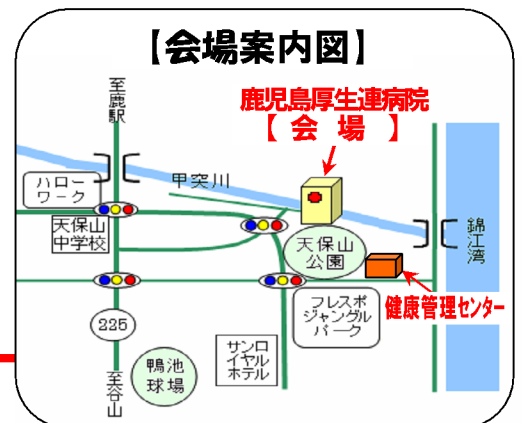 【会場案内図】
至鹿駅
鹿児島厚生連病院
【 会 場 】
ハロー
ワーク
甲突川
天保山
中学校
天保山
公園
錦江湾
健康管理センター
フレスポ
ジャングル
パーク
225
サンロ
イヤル
ホテル
鴨池
球場
至谷山